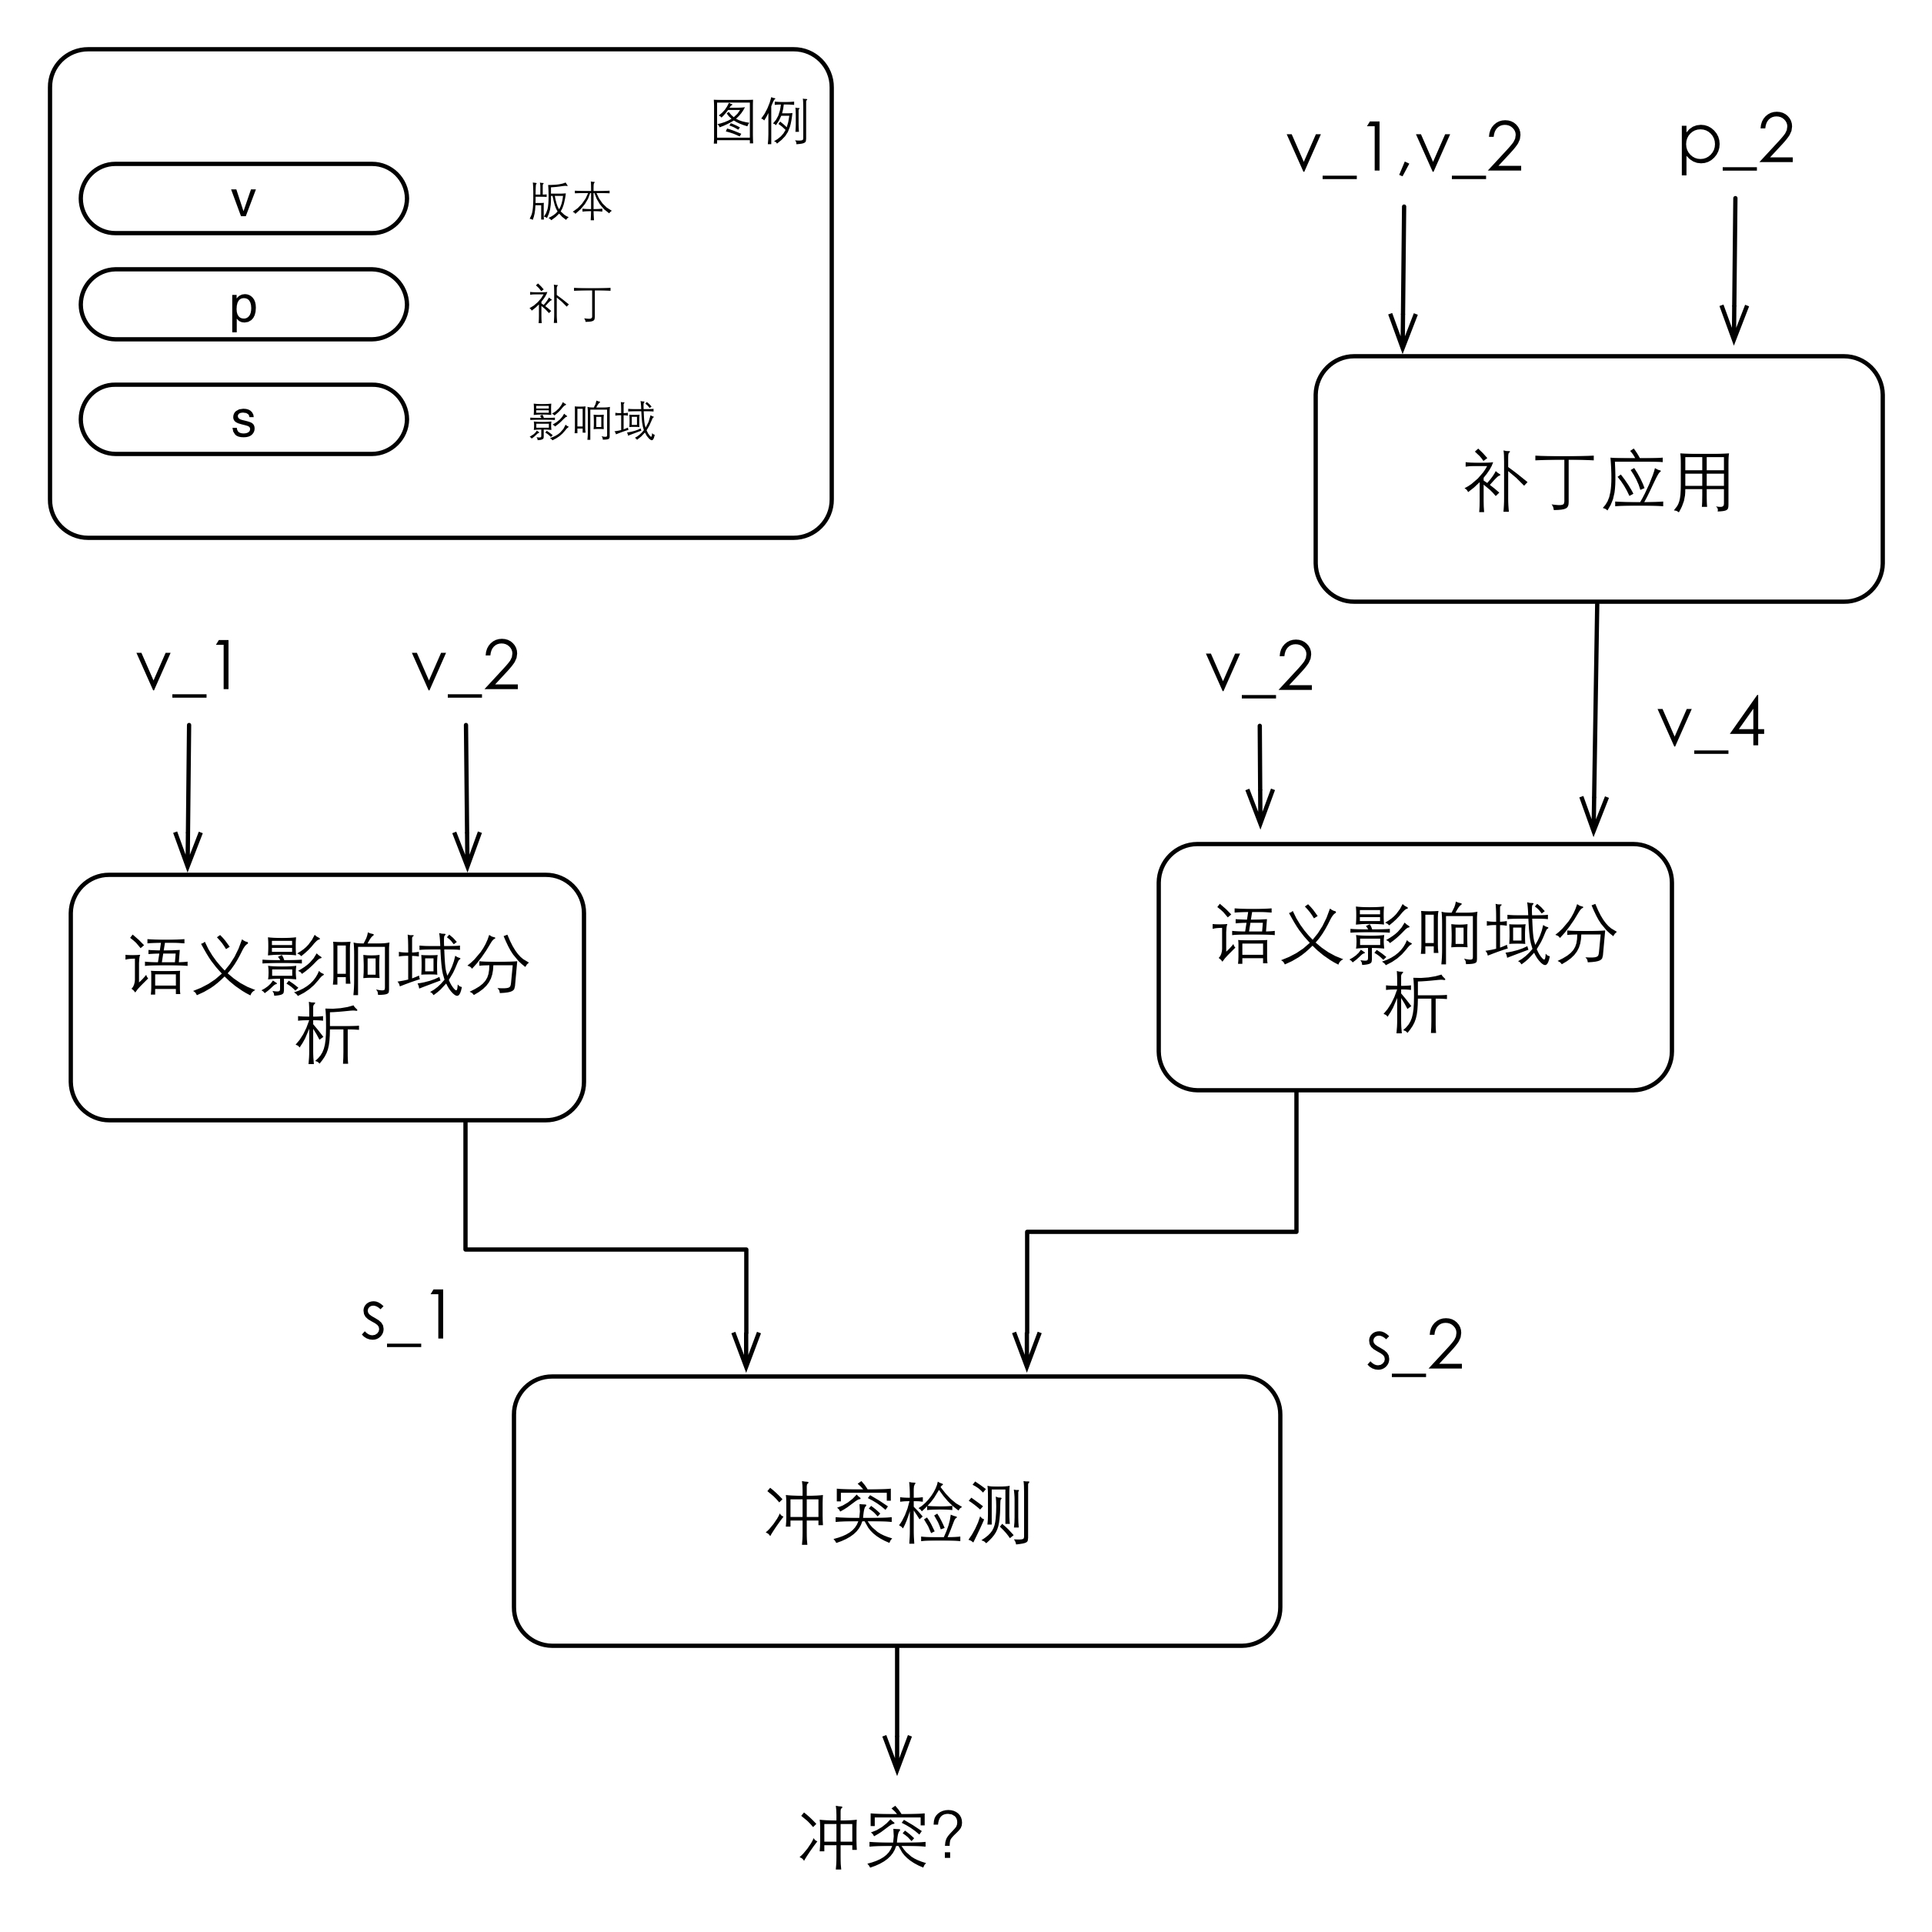 图例
v 版本
p 补丁
s 影响域
v_1,v_2 p_2
补丁应用
v_1 v_2
v_2
v_4
语义影响域分
析
语义影响域分
析
s_1
s_2
冲突检测
冲突?